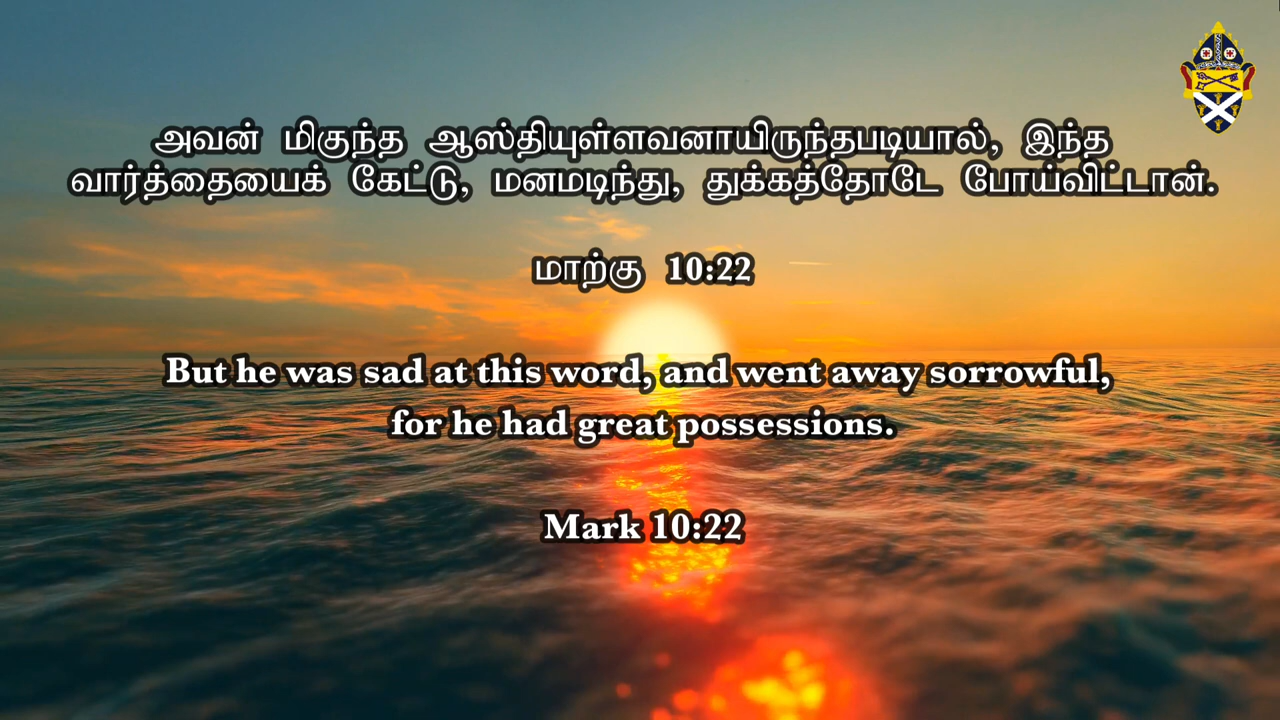 அவன் மிகுந்த ஆஸ்தியுள்ளவனாயிருந்தபடியால், இந்த
வார்த்தையைக் கேட்டு, மனமடிந்து, துக்கத்தோடே போய்விட்டான்.
மாற்கு 10:22
But he was sad at this word, and went away sorrowful,
for he had great possessions.
Mark 10:22